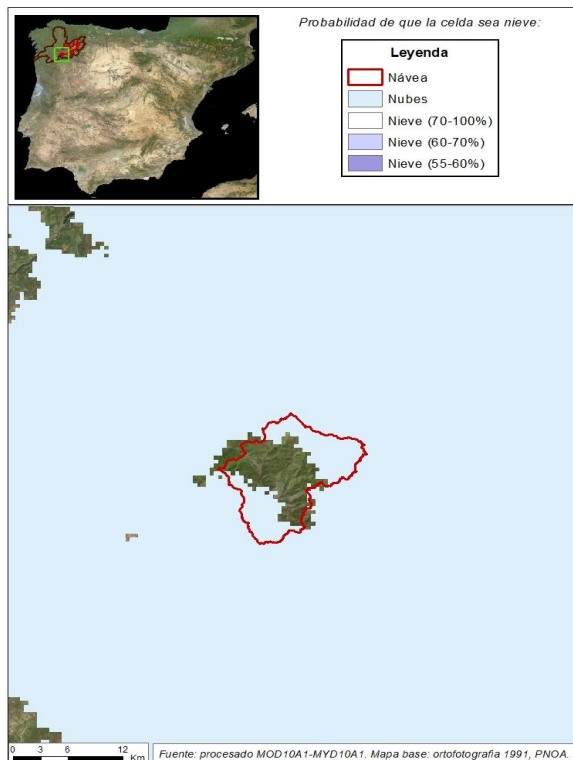 Probabilidad de que la celda sea nieve:
Leyenda
Návea
Nubes
Nieve (70-100%)
Nieve (60-70%)
Nieve (55-60%)
0 3 6 12
Km
Fuente: procesado MOD10A1-MYD10A1. Mapa base: ortofotografia 1991, PNOA.